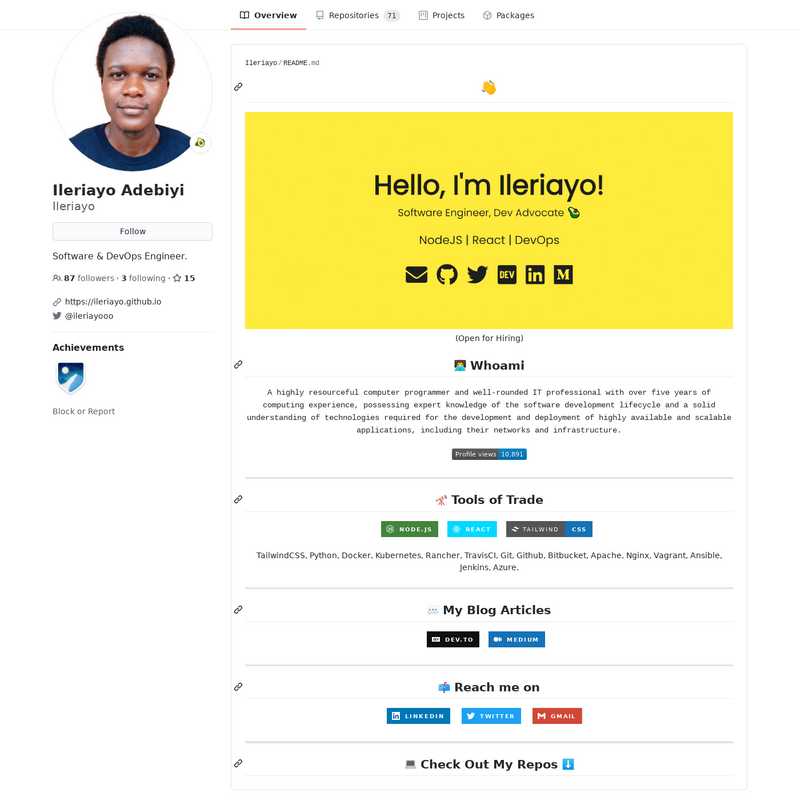 Overview
Repositories 71
Projects
Packages
Ileriayo Adebiyi
Ileriayo
Follow
Software & DevOps Engineer.
87 followers · 3 following · 15
https://ileriayo.github.io
@ileriayooo
Achievements
Block or Report
Ileriayo/README.md
Hello, I'm Ileriayo!
Software Engineer, Dev Advocate
NodeJS | React | DevOps
DEV
in
M
(Open for Hiring)
Whoami
A highly resourceful computer programmer and well-rounded IT professional with over five years of
computing experience, possessing expert knowledge of the software development lifecycle and a solid
understanding of technologies required for the development and deployment of highly available and scalable
applications, including their networks and infrastructure.
Profile views 10,891
Tools of Trade
NODE.JS
REACT
TAILWIND CSS
TailwindCSS, Python, Docker, Kubernetes, Rancher, TravisCI, Git, Github, Bitbucket, Apache, Nginx, Vagrant, Ansible,
Jenkins, Azure.
My Blog Articles
DEV.TO
MEDIUM
Reach me on
LINKEDIN
TWITTER
GMAIL
Check Out My Repos